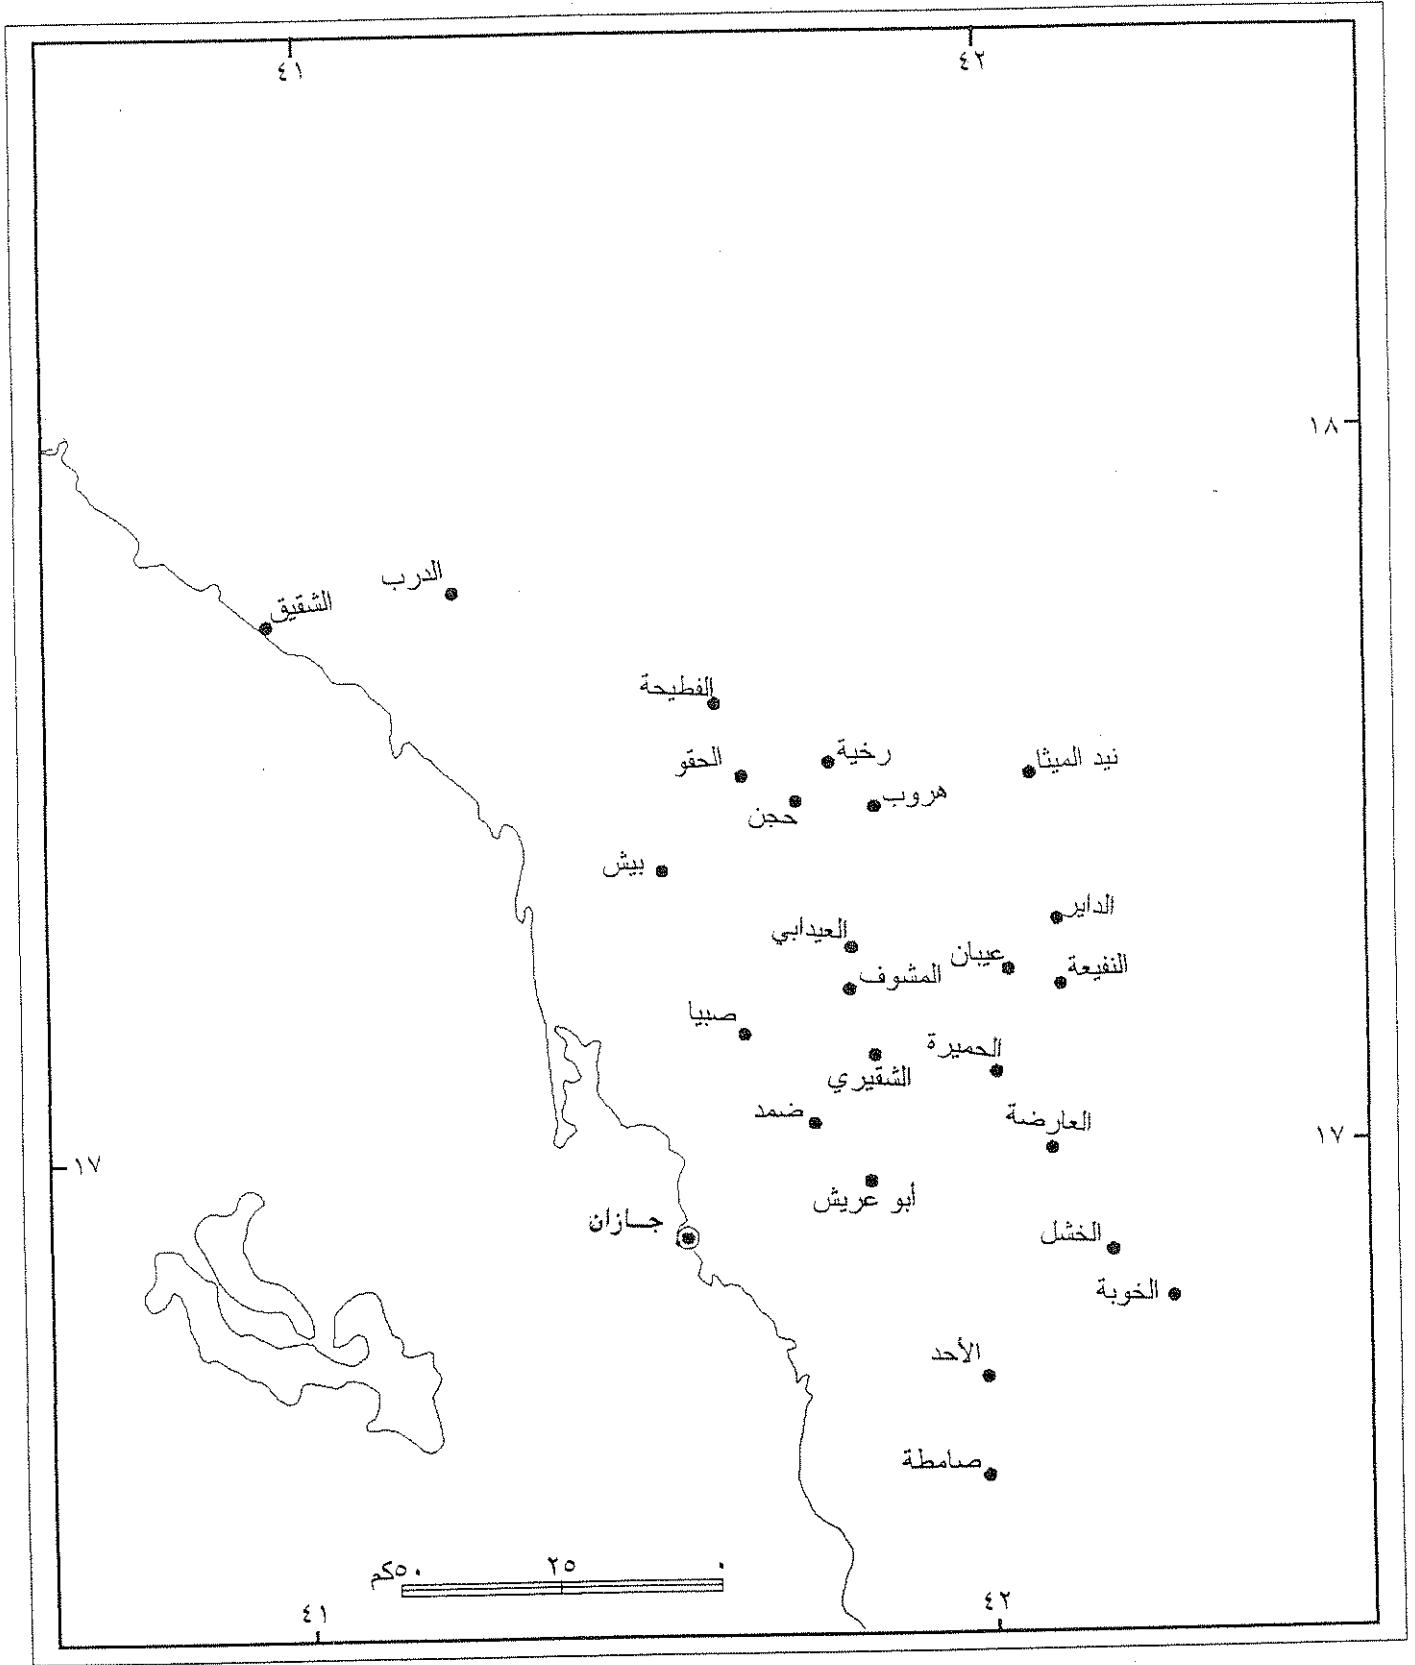 ٤١
٤٢
١٨
الدرب
الشقيق
الفطيحة
رخية
الحقو
نيد الميثا
هروب
حجن
بيش
الداير
العيدابي
عيبان
النفيعة
المشوف
صبيا
الحميرة
الشقيري
ضمد
العارضة
١٧
١٧
أبو عريش
جازان
الخشل
الخوبة
الأحد
صامطة
٠
٢٥
٥٠كم
٤١
٤٢